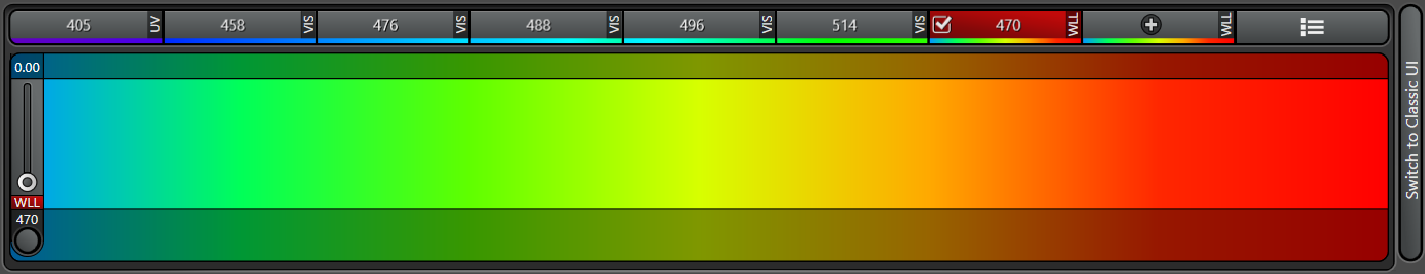 405 UV 458 VIS 476 VIS 488 VIS 496 VIS 514 VIS 470 WLL WLL
0.00
WLL
470
Switch to Classic UI